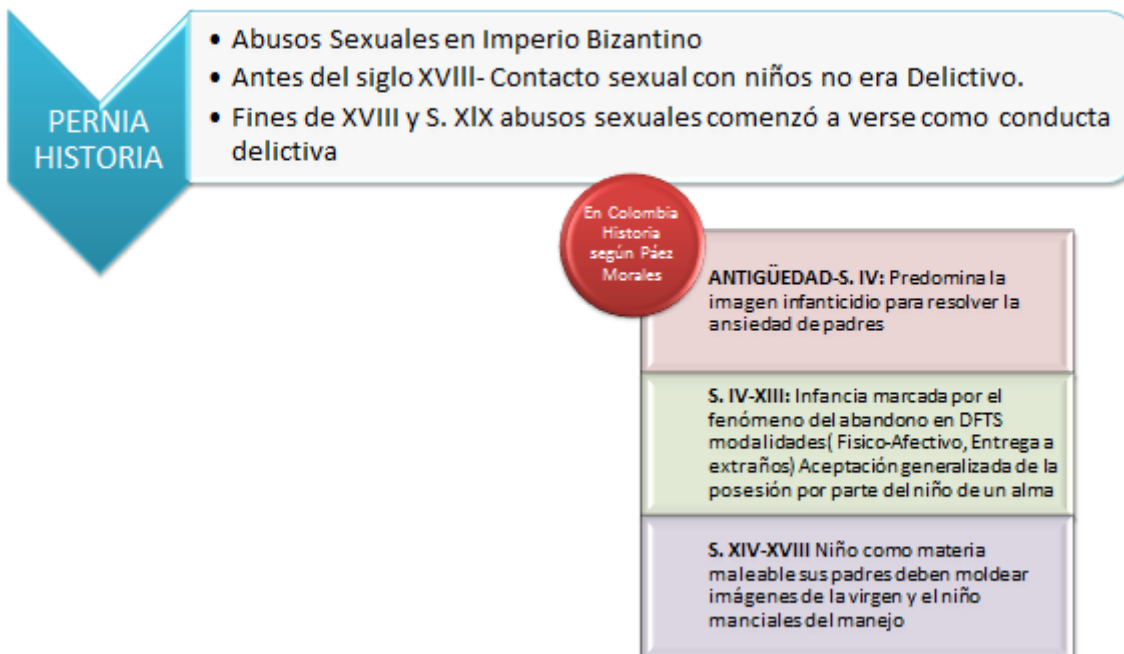 PERNIA
HISTORIA
• Abusos Sexuales en Imperio Bizantino
• Antes del siglo XVlll- Contacto sexual con niños no era Delictivo.
• Fines de XVIII y S. XlX abusos sexuales comenzó a verse como conducta
delictiva
En Colombia
Historia
según Páez
Morales
ANTIGÜEDAD-S. IV: Predomina la
imagen infanticidio para resolver la
ansiedad de padres
S. IV-XIII: Infancia marcada por el
fenómeno del abandono en DFTS
modalidades( Fisico-Afectivo, Entrega a
extraños) Aceptación generalizada de la
posesión por parte del niño de un alma
S. XIV-XVIII Niño como materia
maleable sus padres deben moldear
imágenes de la virgen y el niño
manciales del manejo